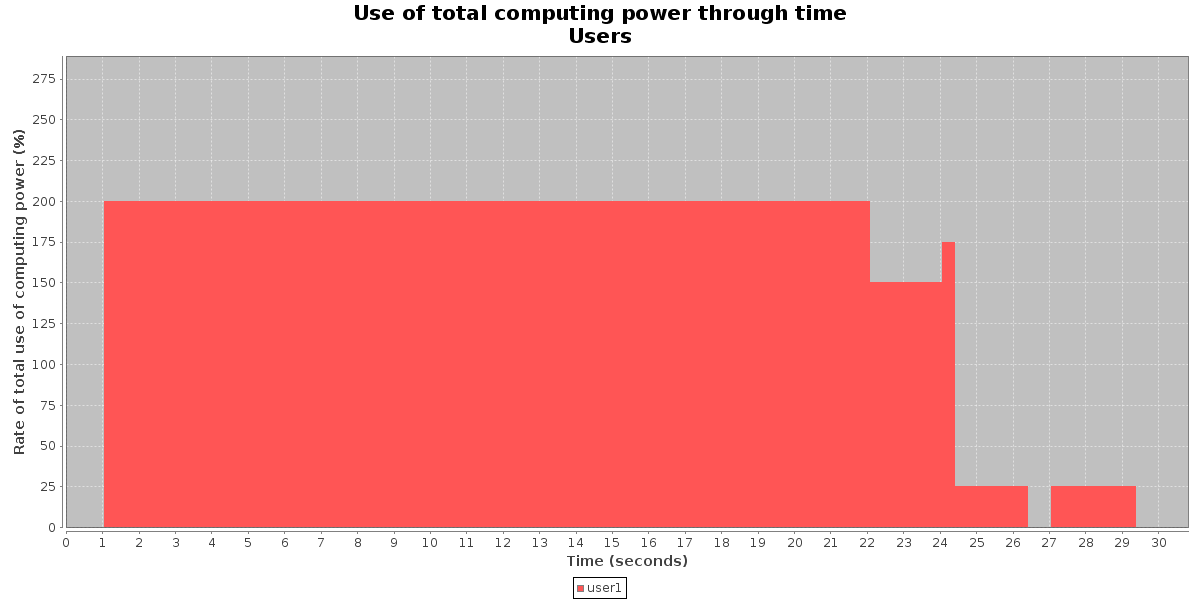 Use of total computing power through time
Users
Rate of total use of computing power (%)
275
250
225
200
175
150
125
100
75
50
25
0
0 1 2 3 4 5 6 7 8 9 10 11 12 13 14 15 16 17 18 19 20 21 22 23 24 25 26 27 28 29 30
Time (seconds)
user1